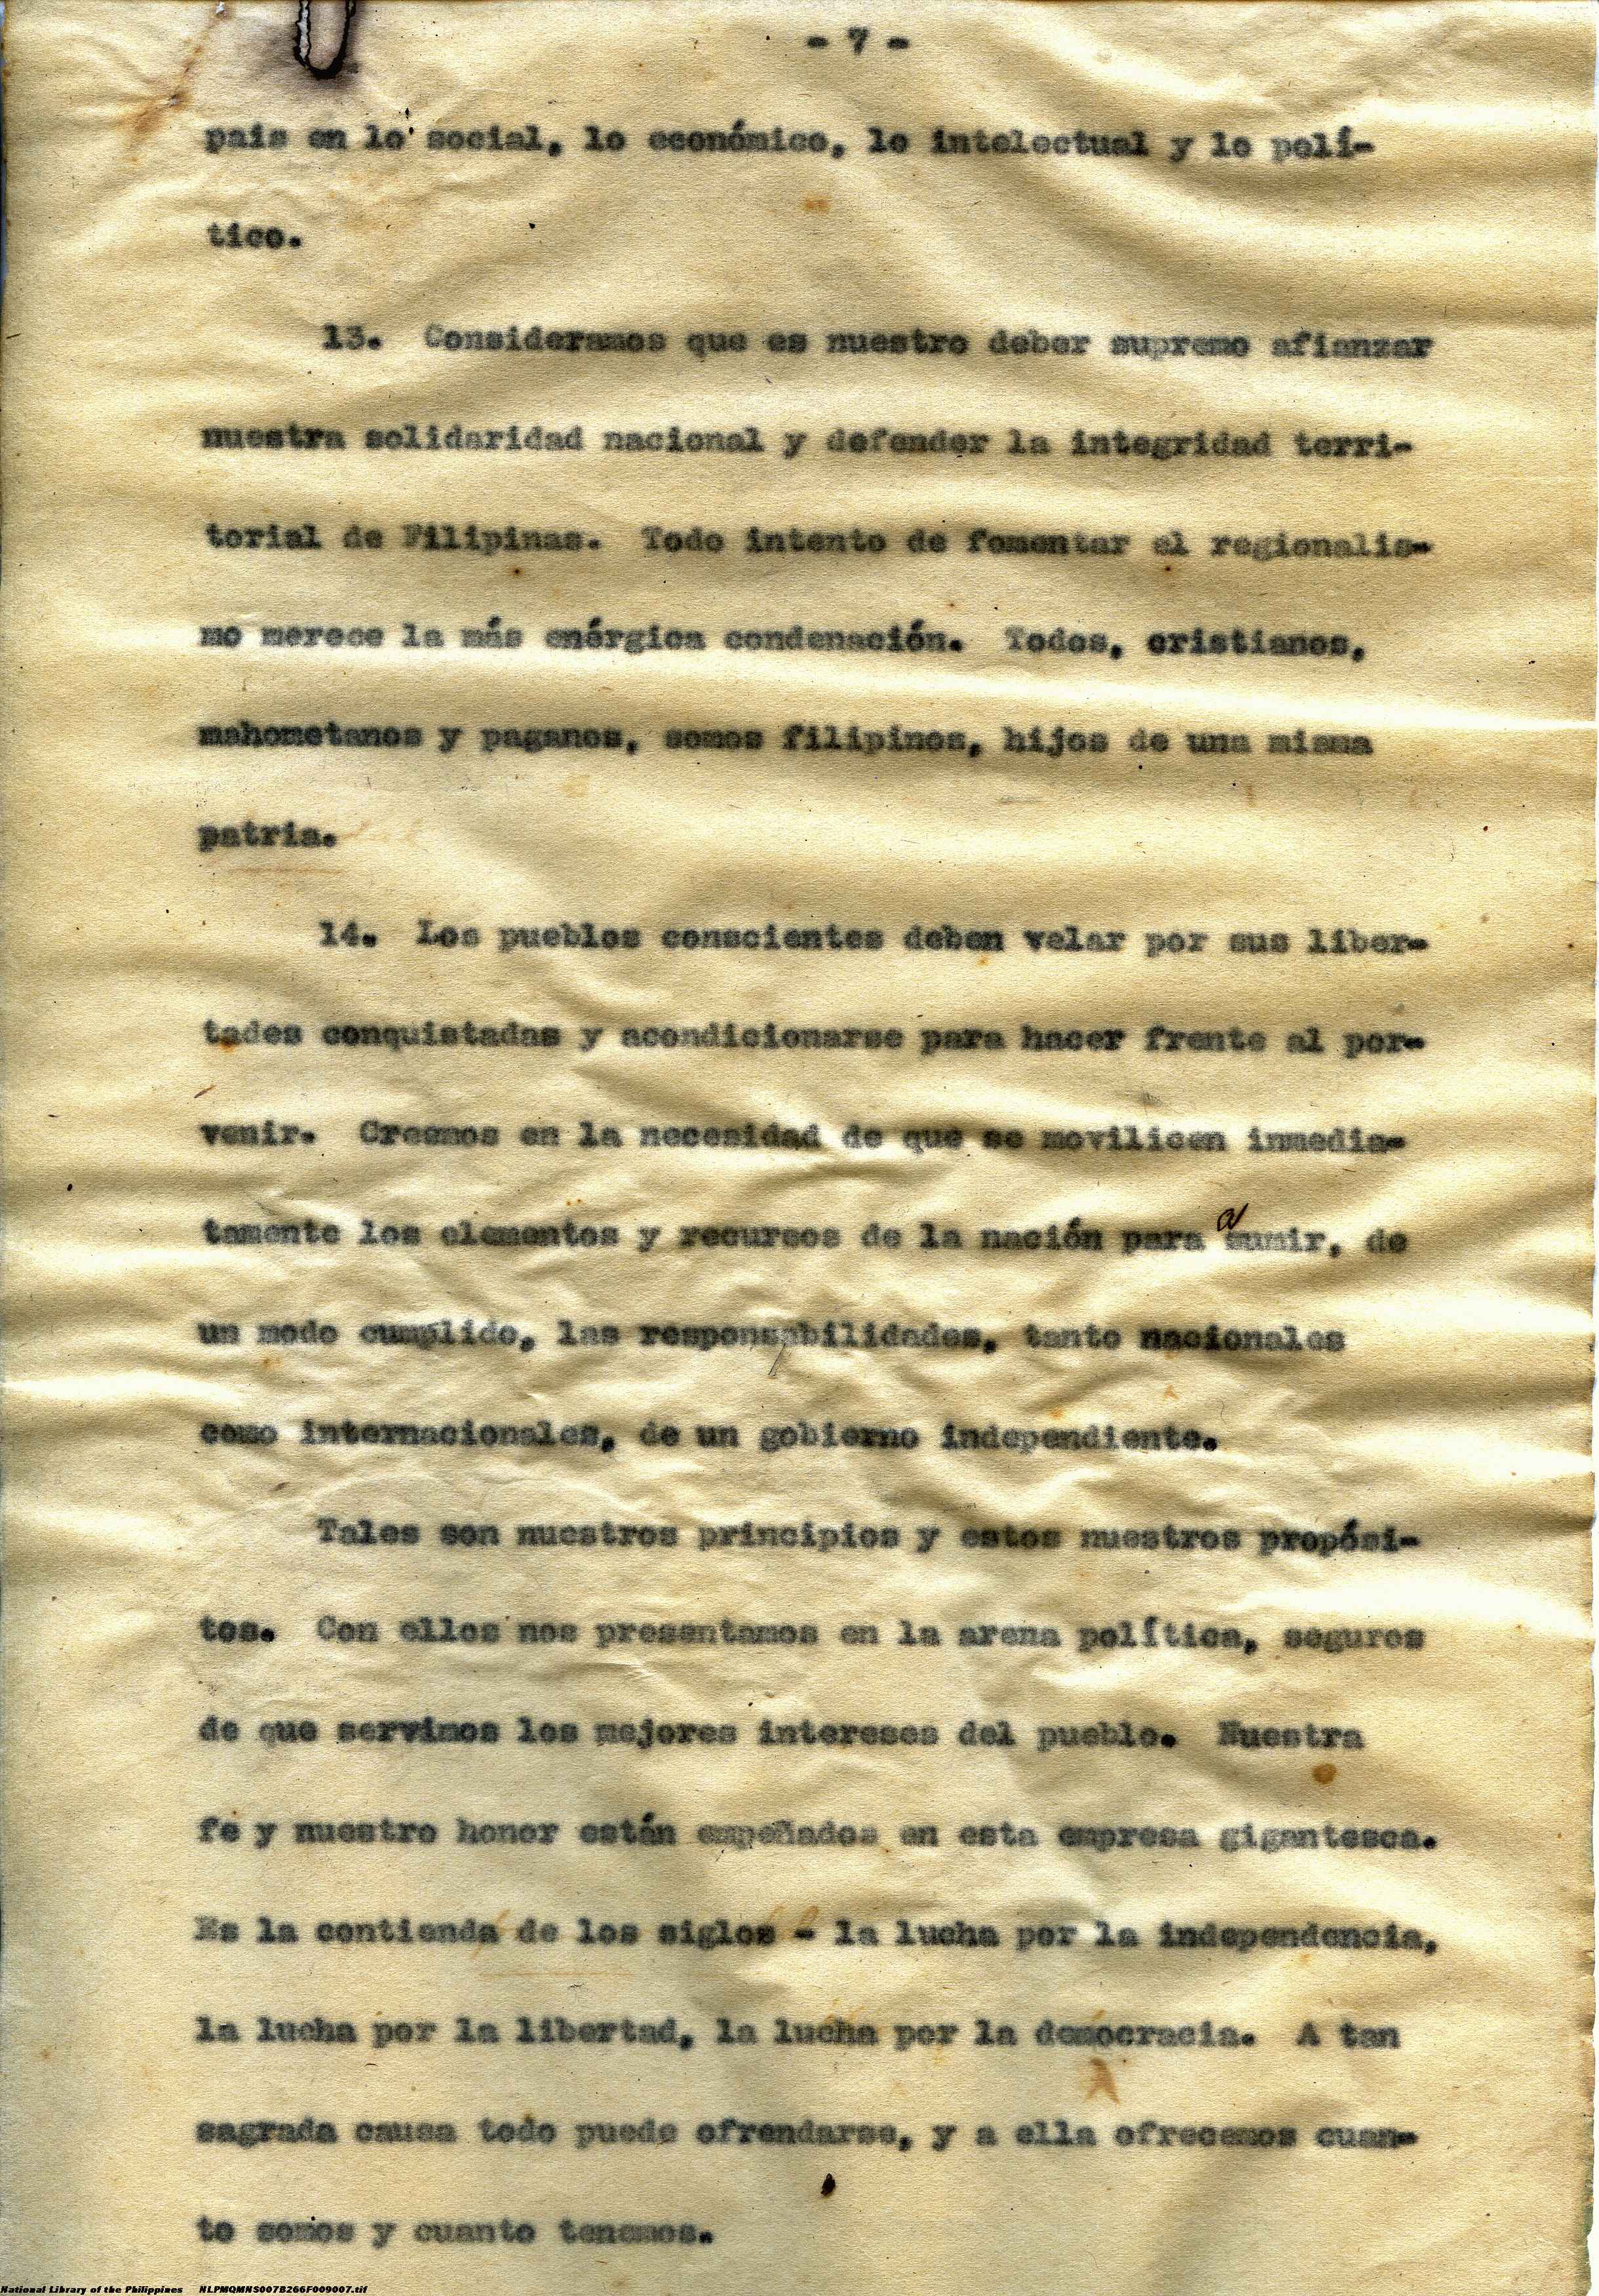 - 7 -
pais en lo social, lo económico, lo intelectual y lo polí-
tico.
13. Consideramos que es nuestro deber supremo afianzar
nuestra solidaridad nacional y defender la integridad terri-
torial de Filipinas. Todo intento de fomentar el regionalis-
mo merece la más enérgica condenación. Todos, cristianos,
mahometanos y paganos, somos filipinos, hijos de una misma
patria.
14. Los pueblos conscientes deben velar por sus liber-
tades conquistadas y acondicionarse para hacer frente al por-
venir. Creemos en la necesidad de que se movilicen inmedia-
tamente los elementos y recursos de la nación para asumir, de
un modo cumplido, las responsabilidades, tanto nacionales
como internacionales, de un gobierno independiente.
Tales son nuestros principios y estos nuestros propósi-
tos. Con ellos nos presentamos en la arena política, seguros
de que servimos los mejores intereses del pueblo. Nuestra
fe y nuestro honor están empeñados en esta empresa gigantesca.
Es la contienda de los siglos - la lucha por la independencia,
la lucha por la libertad, la lucha por la democracia. A tan
sagrada causa todo puede ofrendarse, y a ella ofrecemos cuan-
to somos y cuanto tenemos.
National Library of the Philippines NLPMQMNS007B266F009007.tif